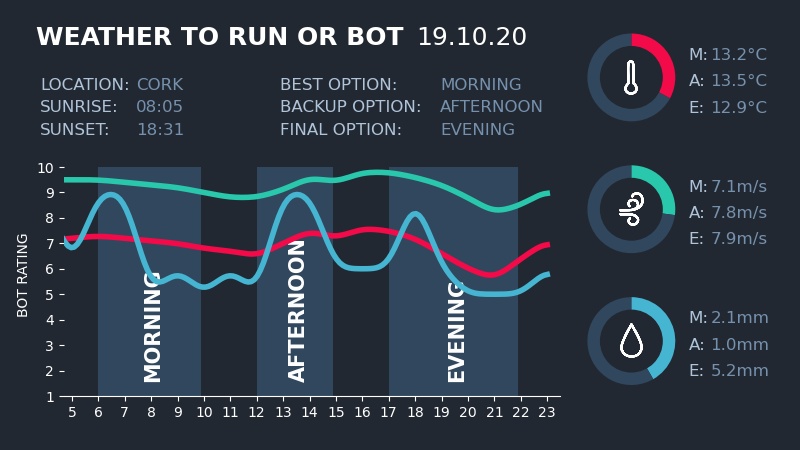 WEATHER TO RUN OR BOT 19.10.20
LOCATION: CORK
SUNRISE: 08:05
SUNSET: 18:31
BEST OPTION: MORNING
BACKUP OPTION: AFTERNOON
FINAL OPTION: EVENING
M: 13.2°C
A: 13.5°C
E: 12.9°C
M: 7.1m/s
A: 7.8m/s
E: 7.9m/s
M: 2.1mm
A: 1.0mm
E: 5.2mm
BOT RATING
10
9
8
7
6
5
4
3
2
1
MORNING
AFTERNOON
EVENING
5 6 7 8 9 10 11 12 13 14 15 16 17 18 19 20 21 22 23